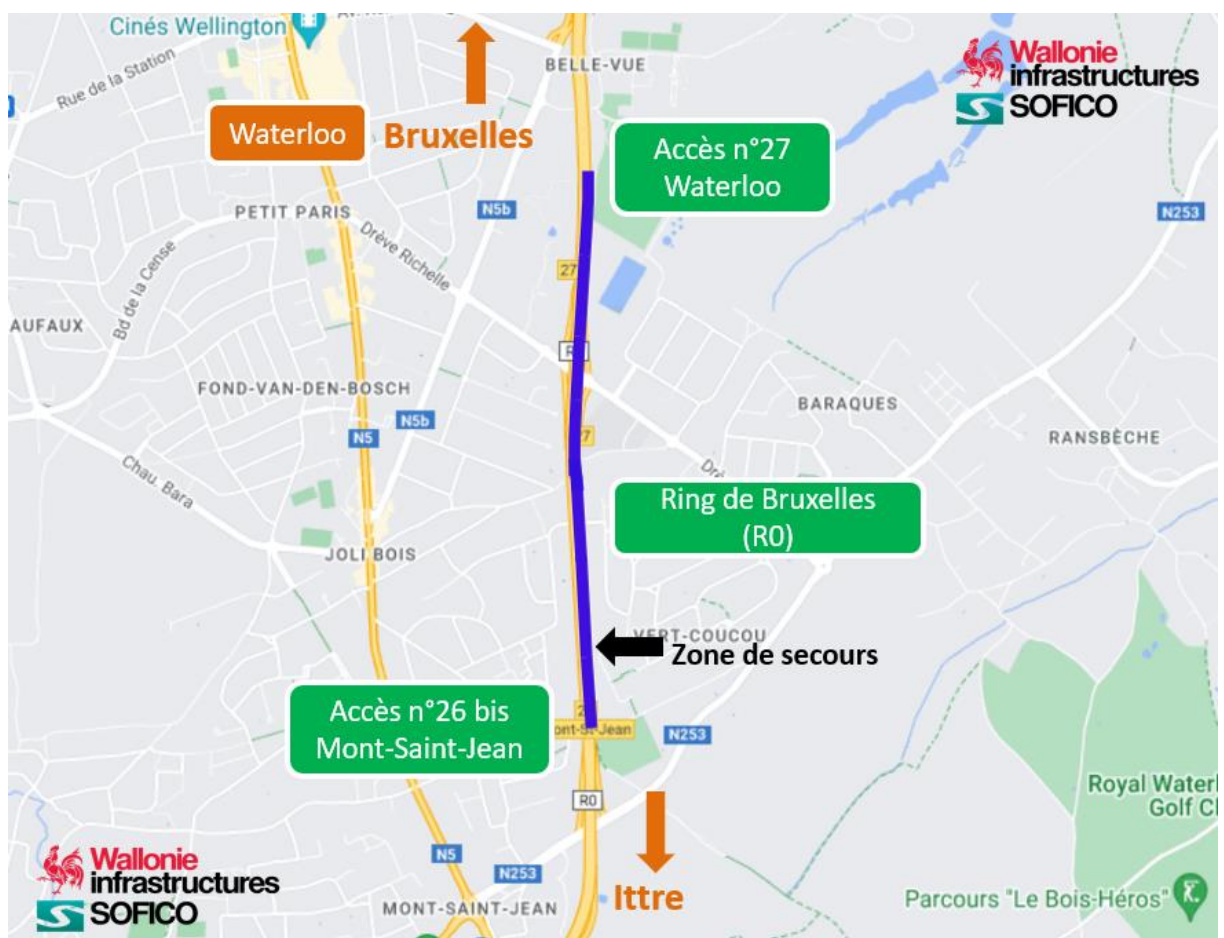 Cinés Wellington
BELLE-VUE
Rue de la Station
Wallonie
infrastructures
SOFICO
Waterloo
Bruxelles
Accès n°27
Waterloo
PETIT PARIS
N5b
N253
Drève Richelle
Bd de la Cense
27
AUFAUX
FOND-VAN-DEN-BOSCH
BARAQUES
N5b
N5
RANSBÈCHE
Chau. Bara
Ring de Bruxelles
(R0)
JOLI BOIS
VERT-COUCOU
Zone de secours
Accès n°26 bis
Mont-Saint-Jean
N253
R0
Royal Waterl
Golf Cl
Wallonie
infrastructures
SOFICO
N5
N253
Ittre
MONT-SAINT-JEAN
Parcours "Le Bois-Héros"